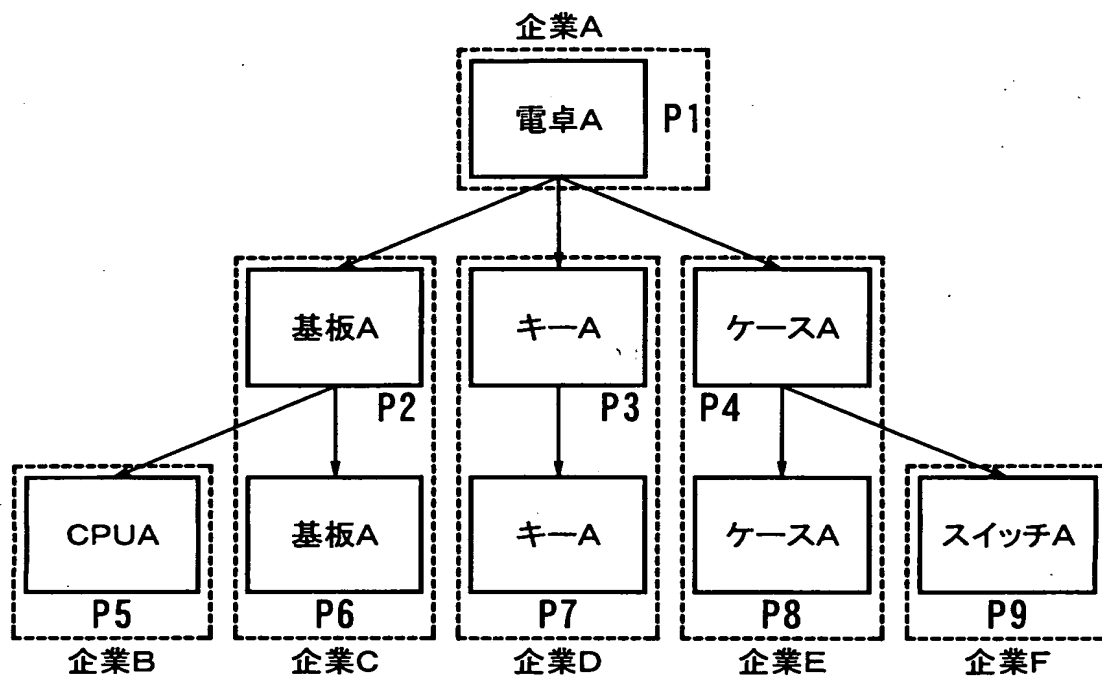 企業A
電卓A
P1
基板A
キーA
ケースA
P2
P3
P4
CPUA
基板A
キーA
ケースA
スイッチA
P5
P6
P7
P8
P9
企業B
企業C
企業D
企業E
企業F